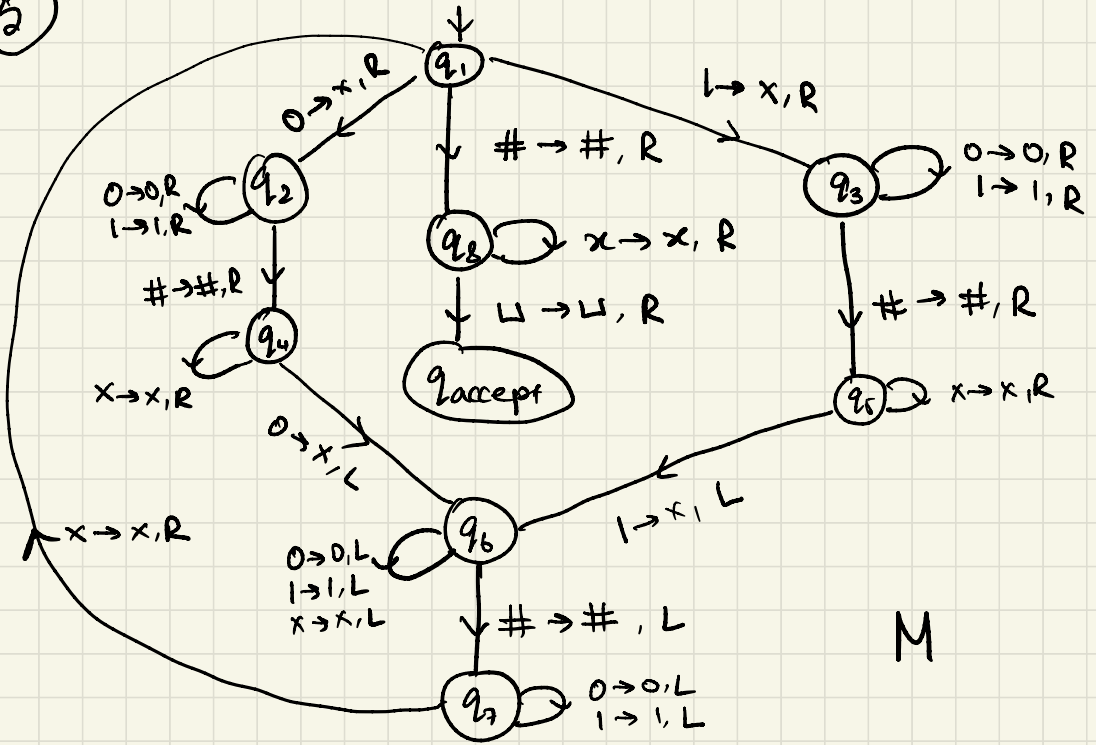 q₁
0→x,R
1→x,R
#→#,R
q₂
0→0,R
1→1,R
q₃
0→0,R
1→1,R
q₈
x→x,R
#→#,R
#→#,R
⊔→⊔,R
q₄
x→x,R
qaccept
q₅
x→x,R
0→x,L
1→x,L
q₆
0→0,L
1→1,L
x→x,L
x→x,R
#→#,L
M
q₇
0→0,L
1→1,L